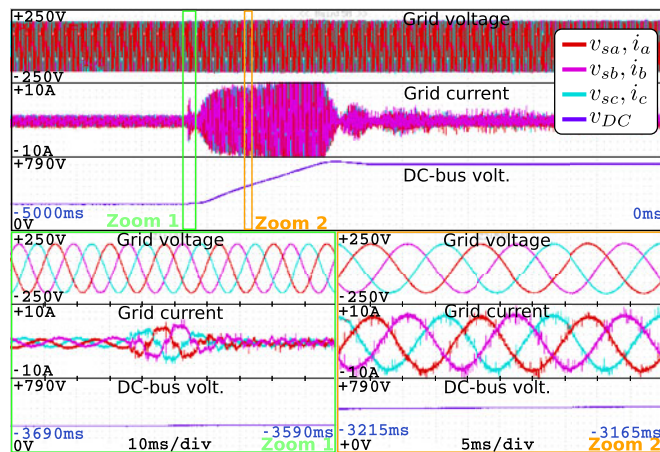 +250V
Grid voltage
-250V
v_sa, i_a
v_sb, i_b
v_sc, i_c
v_DC
+10A
Grid current
-10A
+790V
DC-bus volt.
-5000ms
0ms
0V
Zoom 1
Zoom 2
+250V
Grid voltage
-250V
+10A
Grid current
-10A
+790V
DC-bus volt.
-3690ms
-3590ms
0V
10ms/div
Zoom 1
+250V
Grid voltage
-250V
+10A
Grid current
-10A
+790V
DC-bus volt.
-3215ms
-3165ms
+0V
5ms/div
Zoom 2